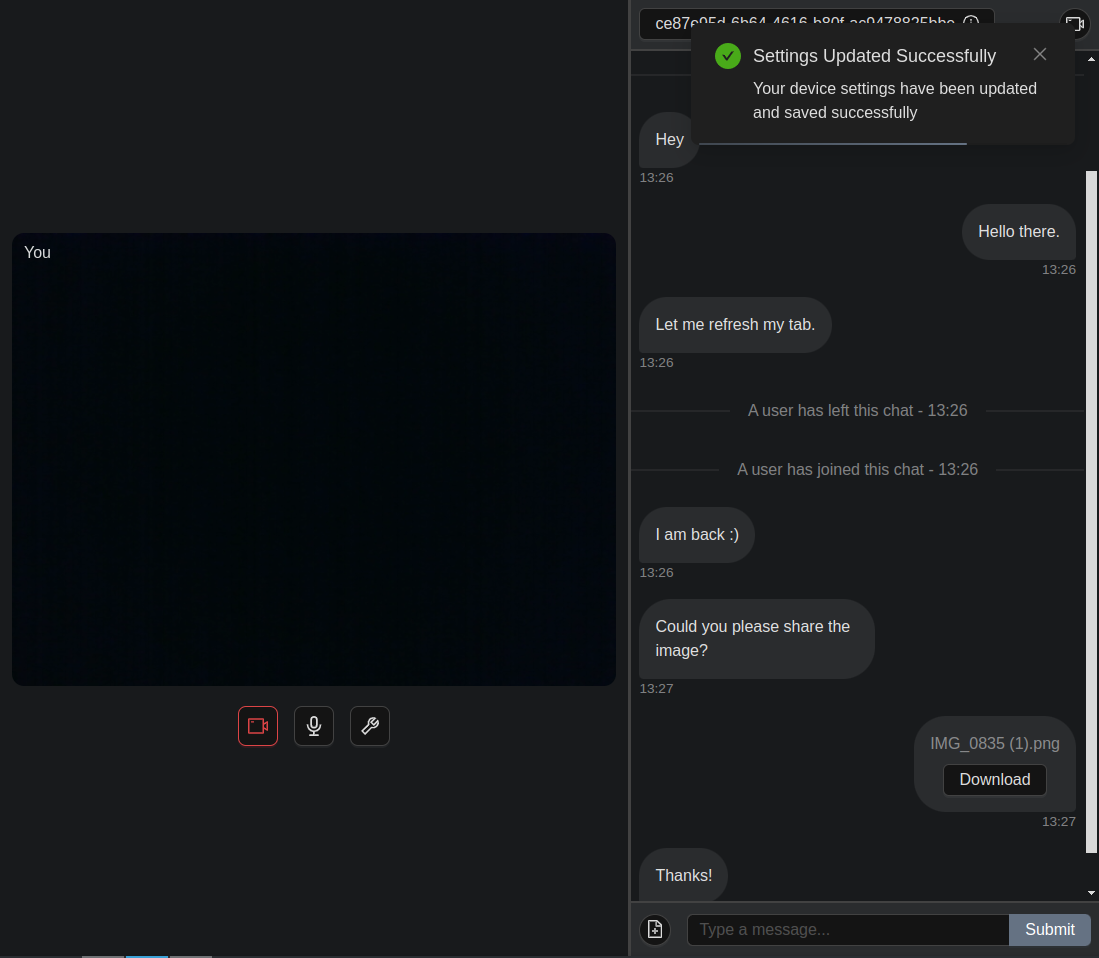 You
Settings Updated Successfully
Your device settings have been updated
and saved successfully
Hey
13:26
Hello there.
13:26
Let me refresh my tab.
13:26
A user has left this chat - 13:26
A user has joined this chat - 13:26
I am back :)
13:26
Could you please share the
image?
13:27
IMG_0835 (1).png
Download
13:27
Thanks!
Type a message...
Submit